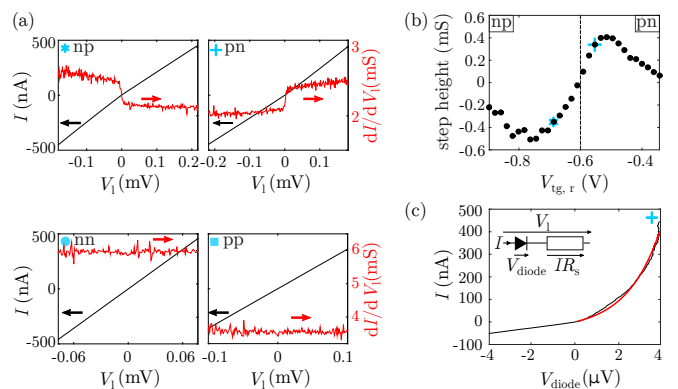 (a)
np
pn
500
0
-500
I (nA)
-0.1 0 0.1 0.2
V_l (mV)
-0.2 -0.1 0 0.1
V_l (mV)
3
2.6
2.2
dI/dV_l (mS)
nn
pp
500
0
-500
I (nA)
-0.06 0 0.06
V_l (mV)
-0.1 0 0.1
V_l (mV)
6
5
4
3
dI/dV_l (mS)
(b)
np
pn
0.6
0.4
0.2
0
-0.2
-0.4
-0.6
step height (mS)
-0.8 -0.6 -0.4
V_tg, r (V)
(c)
500
400
300
200
100
0
-100
I (nA)
V_l
I
V_diode
IR_s
-4 -2 0 2 4
V_diode (μV)